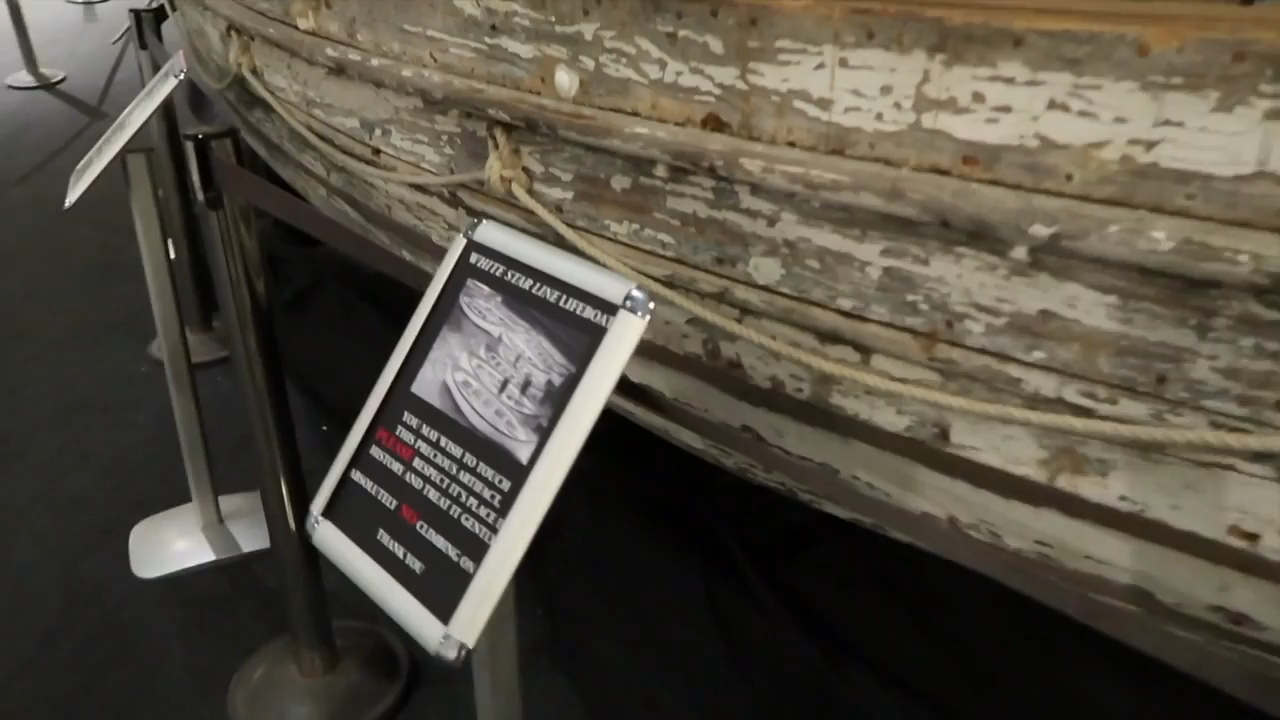 WHITE STAR LINE LIFEBOAT
YOU MAY WISH TO TOUCH
THIS PRECIOUS ARTIFACT.
PLEASE RESPECT IT'S PLACE
HISTORY AND TREAT IT GENTLY
ABSOLUTELY NO CLIMBING ON
THANK YOU